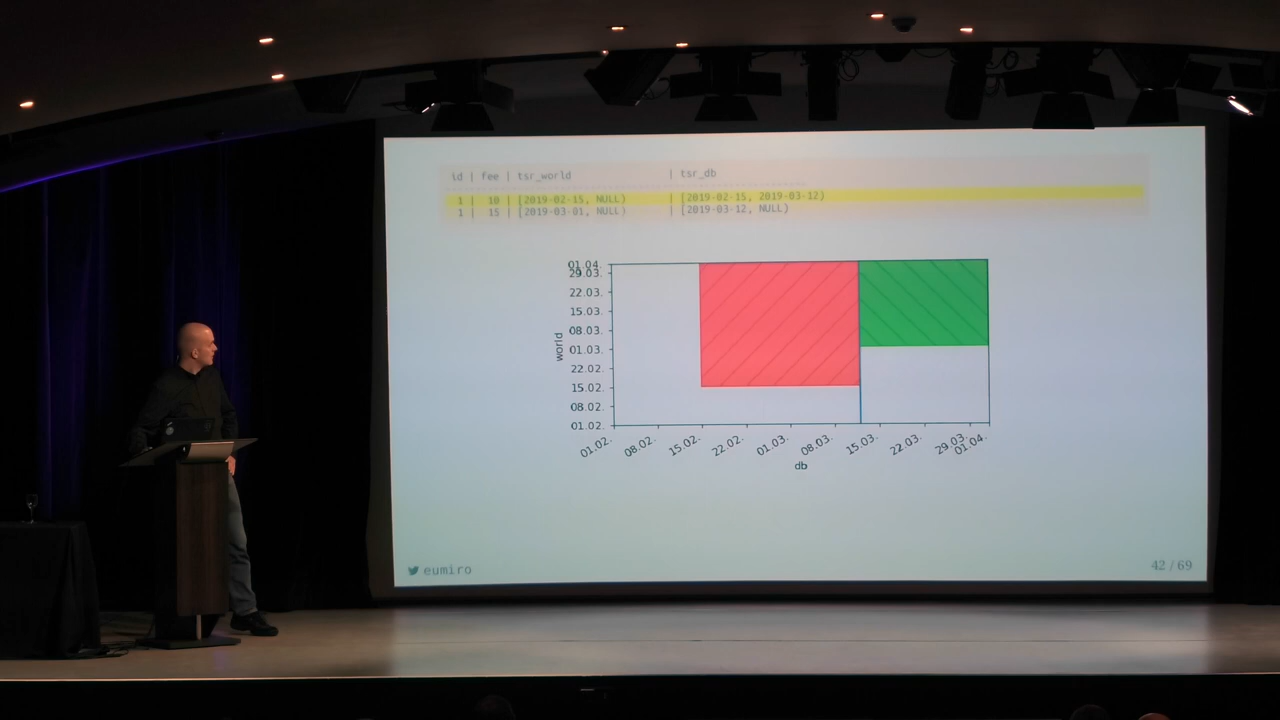 id | fee | tsr_world | tsr_db
1 | 10 | [2019-02-15, NULL) | [2019-02-15, 2019-03-12)
1 | 15 | [2019-03-01, NULL) | [2019-03-12, NULL)
01.04.
29.03.
22.03.
15.03.
08.03.
01.03.
22.02.
15.02.
08.02.
01.02.
world
01.02. 08.02. 15.02. 22.02. 01.03. 08.03. 15.03. 22.03. 29.03. 01.04.
db
eumiro
42 / 69